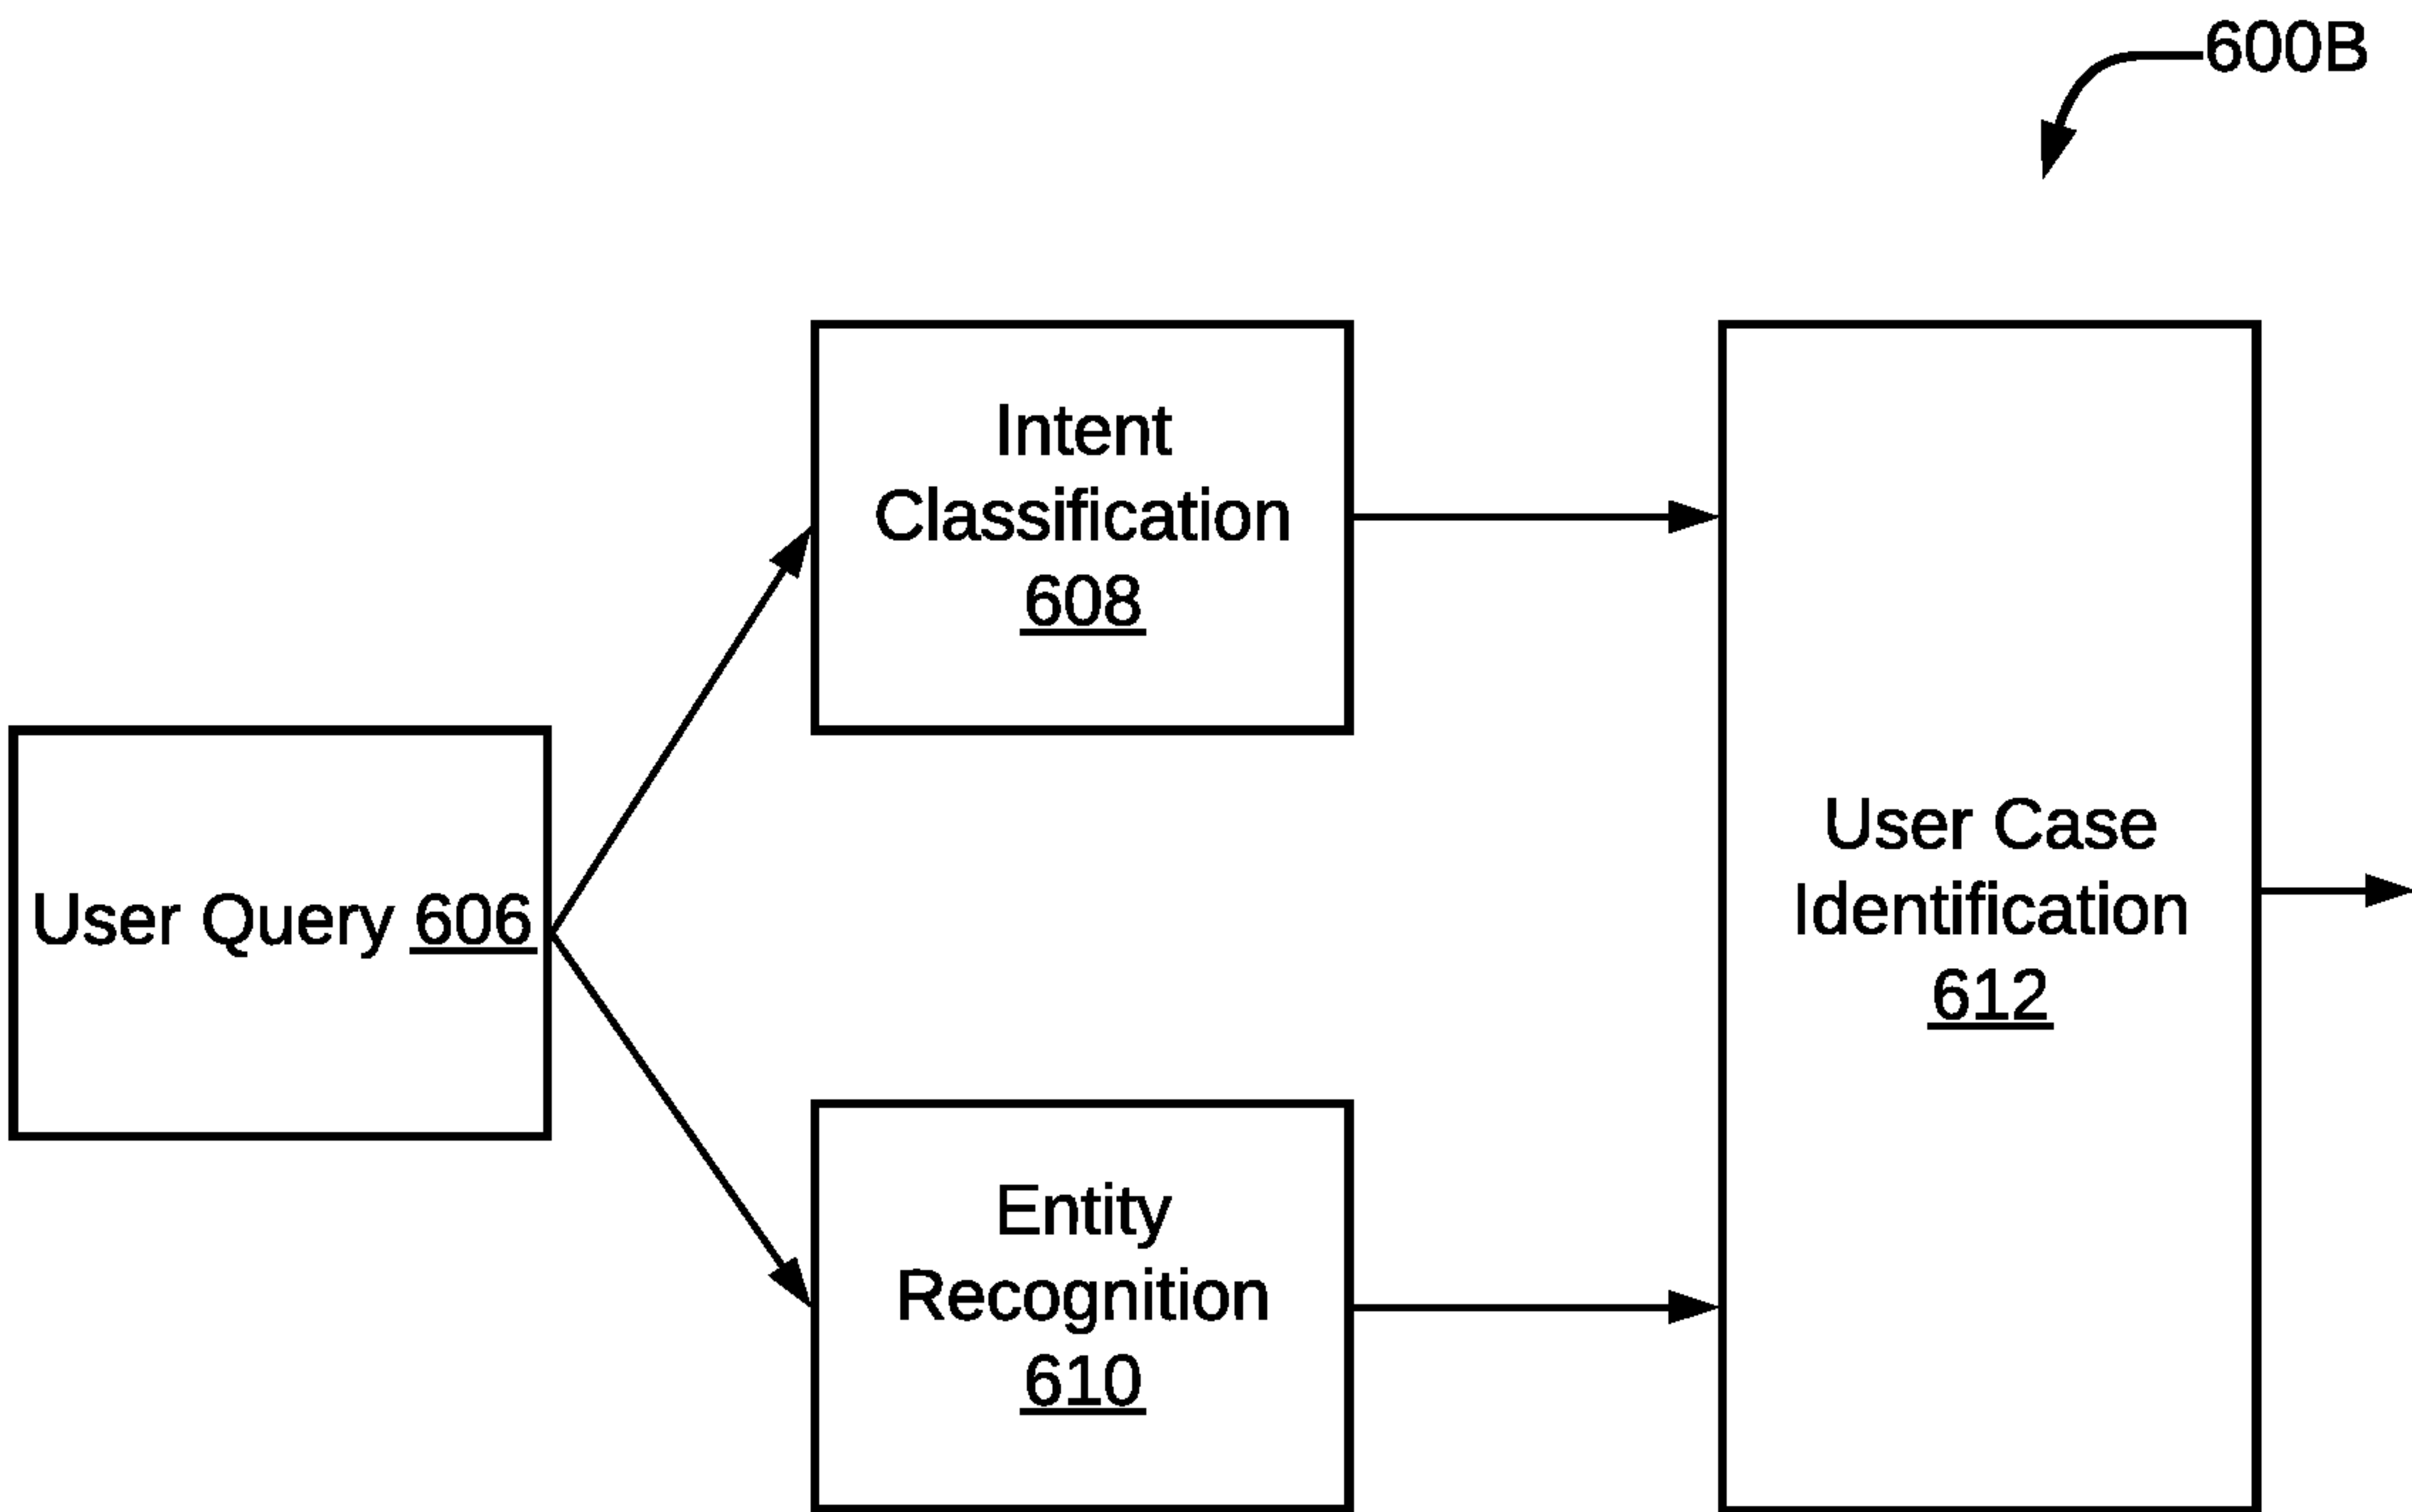 600B
Intent
Classification
608
User Query 606
User Case
Identification
612
Entity
Recognition
610